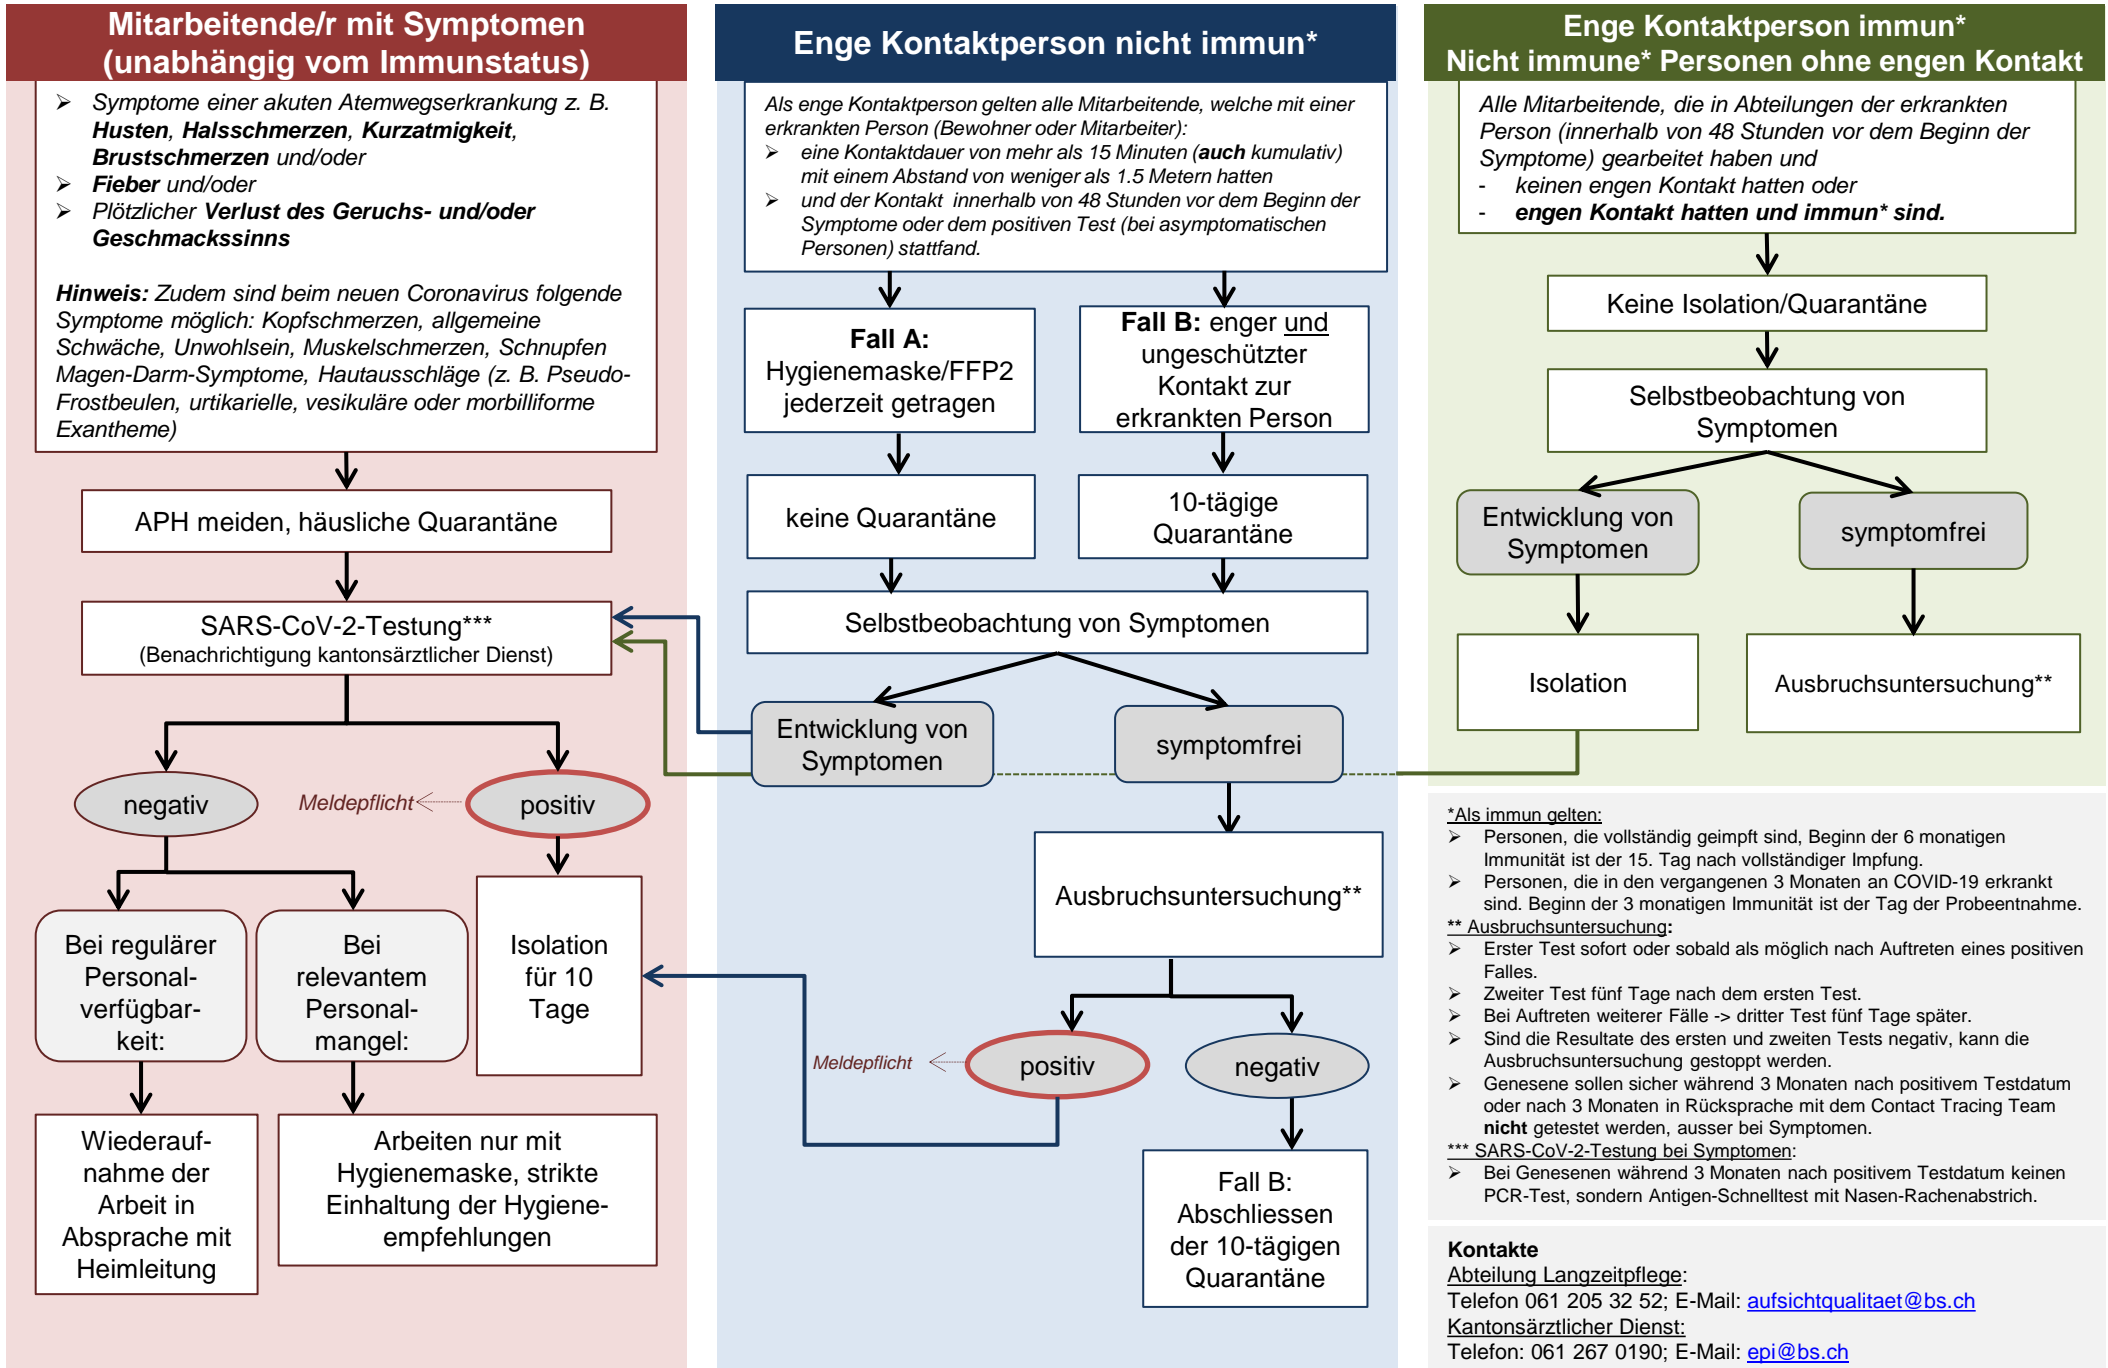 Mitarbeitende/r mit Symptomen
(unabhängig vom Immunstatus)
➢ Symptome einer akuten Atemwegserkrankung z. B.
Husten, Halsschmerzen, Kurzatmigkeit,
Brustschmerzen und/oder
➢ Fieber und/oder
➢ Plötzlicher Verlust des Geruchs- und/oder
Geschmackssinns
Hinweis: Zudem sind beim neuen Coronavirus folgende
Symptome möglich: Kopfschmerzen, allgemeine
Schwäche, Unwohlsein, Muskelschmerzen, Schnupfen
Magen-Darm-Symptome, Hautausschläge (z. B. Pseudo-
Frostbeulen, urtikarielle, vesikuläre oder morbilliforme
Exantheme)
APH meiden, häusliche Quarantäne
SARS-CoV-2-Testung***
(Benachrichtigung kantonsärztlicher Dienst)
negativ
Meldepflicht
positiv
Bei regulärer
Personal-
verfügbar-
keit:
Bei
relevantem
Personal-
mangel:
Isolation
für 10
Tage
Wiederauf-
nahme der
Arbeit in
Absprache mit
Heimleitung
Arbeiten nur mit
Hygienemaske, strikte
Einhaltung der Hygiene-
empfehlungen
Enge Kontaktperson nicht immun*
Als enge Kontaktperson gelten alle Mitarbeitende, welche mit einer
erkrankten Person (Bewohner oder Mitarbeiter):
➢ eine Kontaktdauer von mehr als 15 Minuten (auch kumulativ)
mit einem Abstand von weniger als 1.5 Metern hatten
➢ und der Kontakt innerhalb von 48 Stunden vor dem Beginn der
Symptome oder dem positiven Test (bei asymptomatischen
Personen) stattfand.
Fall A:
Hygienemaske/FFP2
jederzeit getragen
Fall B: enger und
ungeschützter
Kontakt zur
erkrankten Person
keine Quarantäne
10-tägige
Quarantäne
Selbstbeobachtung von Symptomen
Entwicklung von
Symptomen
symptomfrei
Ausbruchsuntersuchung**
Meldepflicht
positiv
negativ
Fall B:
Abschliessen
der 10-tägigen
Quarantäne
Enge Kontaktperson immun*
Nicht immune* Personen ohne engen Kontakt
Alle Mitarbeitende, die in Abteilungen der erkrankten
Person (innerhalb von 48 Stunden vor dem Beginn der
Symptome) gearbeitet haben und
- keinen engen Kontakt hatten oder
- engen Kontakt hatten und immun* sind.
Keine Isolation/Quarantäne
Selbstbeobachtung von
Symptomen
Entwicklung von
Symptomen
symptomfrei
Isolation
Ausbruchsuntersuchung**
*Als immun gelten:
➢ Personen, die vollständig geimpft sind, Beginn der 6 monatigen
Immunität ist der 15. Tag nach vollständiger Impfung.
➢ Personen, die in den vergangenen 3 Monaten an COVID-19 erkrankt
sind. Beginn der 3 monatigen Immunität ist der Tag der Probeentnahme.
** Ausbruchsuntersuchung:
➢ Erster Test sofort oder sobald als möglich nach Auftreten eines positiven
Falles.
➢ Zweiter Test fünf Tage nach dem ersten Test.
➢ Bei Auftreten weiterer Fälle -> dritter Test fünf Tage später.
➢ Sind die Resultate des ersten und zweiten Tests negativ, kann die
Ausbruchsuntersuchung gestoppt werden.
➢ Genesene sollen sicher während 3 Monaten nach positivem Testdatum
oder nach 3 Monaten in Rücksprache mit dem Contact Tracing Team
nicht getestet werden, ausser bei Symptomen.
*** SARS-CoV-2-Testung bei Symptomen:
➢ Bei Genesenen während 3 Monaten nach positivem Testdatum keinen
PCR-Test, sondern Antigen-Schnelltest mit Nasen-Rachenabstrich.
Kontakte
Abteilung Langzeitpflege:
Telefon 061 205 32 52; E-Mail: aufsichtqualitaet@bs.ch
Kantonsärztlicher Dienst:
Telefon: 061 267 0190; E-Mail: epi@bs.ch